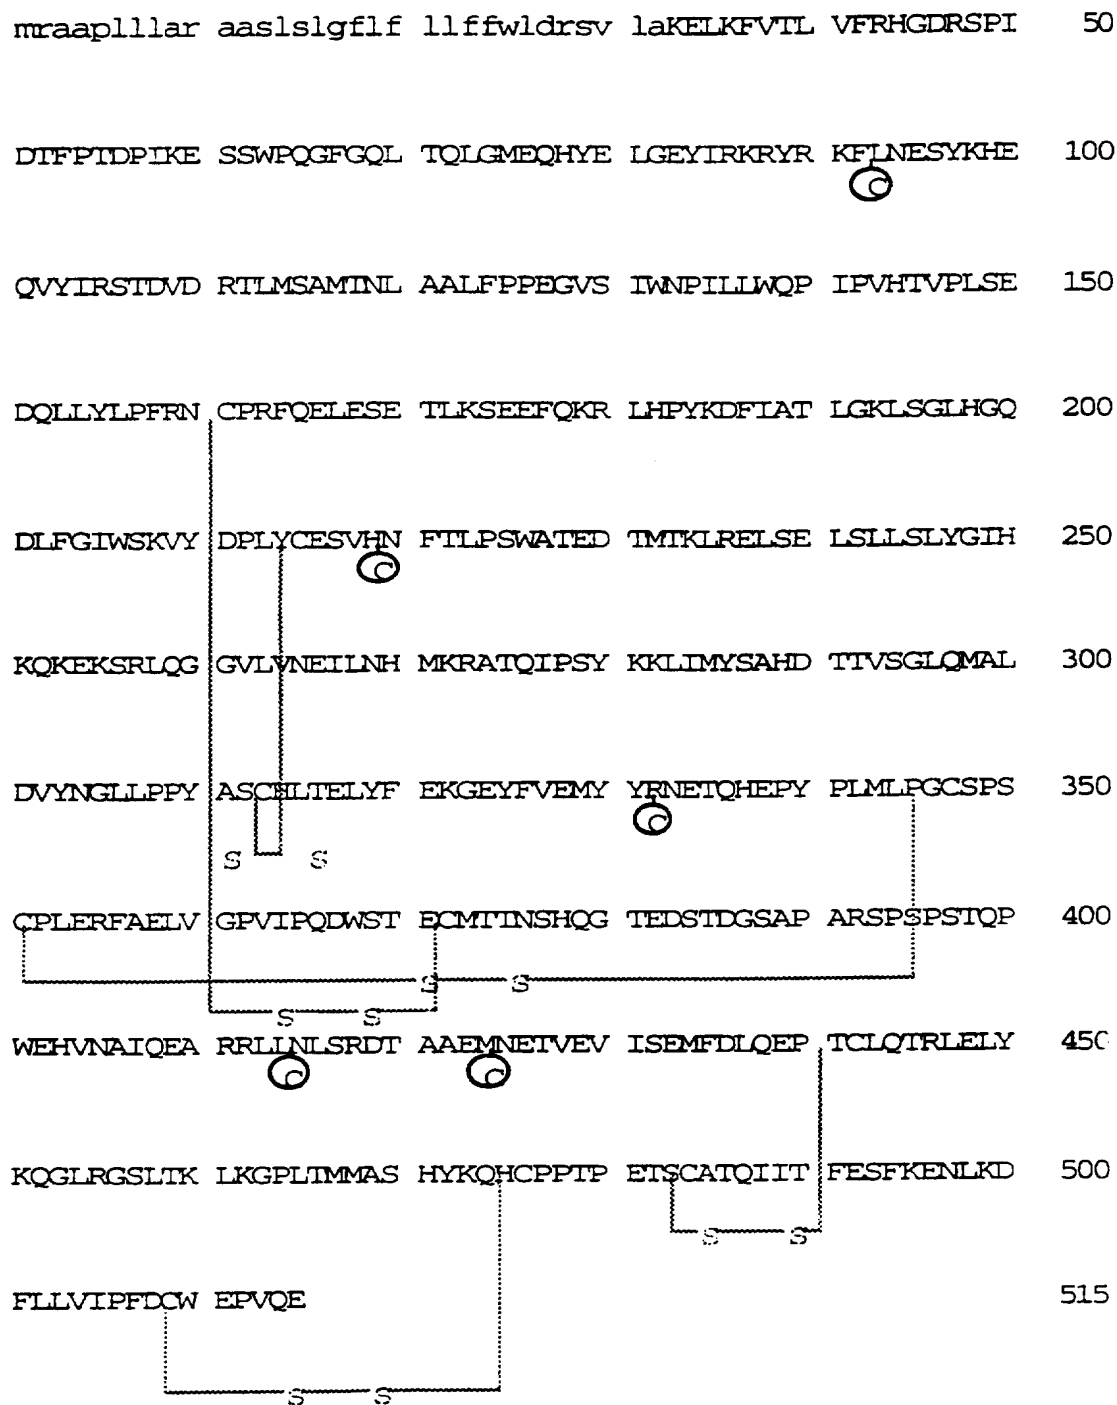 mraaplllar aaslslgflf llffwldrsv laKELKFVTL VFRHGDRSPI 50
DTFPTDPIKE SSWPQGFGQL TQLGMEQHYE LGEYIRKRYR KFLNESYKHE 100
C
QVYIRSTDVD RTLMSAMTNL AALFPPEGVS IWNPILLWQP IPVHTVPLSE 150
DQLLYLPFRN CPRFQELESE TLKSEEFQKR LHPYKDFIAT LGKLSGLHGQ 200
DLFGIWSKVY DPLYCESVHN FTLPSWATED TMTKLRELSE LSLLSLYGIH 250
C
KQKEKSRLQG GVLVNEILNH MKRATQIPSY KKLIMYSAHD TTVSGLQMAL 300
DVYNGLLPPY ASCHLTELYF EKGEYFVEMY YRNETQHEPY PLMLPGCSPS 350
C
S S
CPLERFAELV GPVIPQDWST ECMTTNSHQG TEDSTDGSAP ARSPSPSTQP 400
S S
S S
WEHVNAIQEA RRLLNLSRDT AAEMNETVEV ISEMFDLQEP TCLQTRLELY 450
C C
KQGLRGSLTK LKGPLTMMAS HYKQHCPPTP ETSCATQIIT FESFKENLKD 500
S S
FLLVIPFDCW EPVQE 515
S S